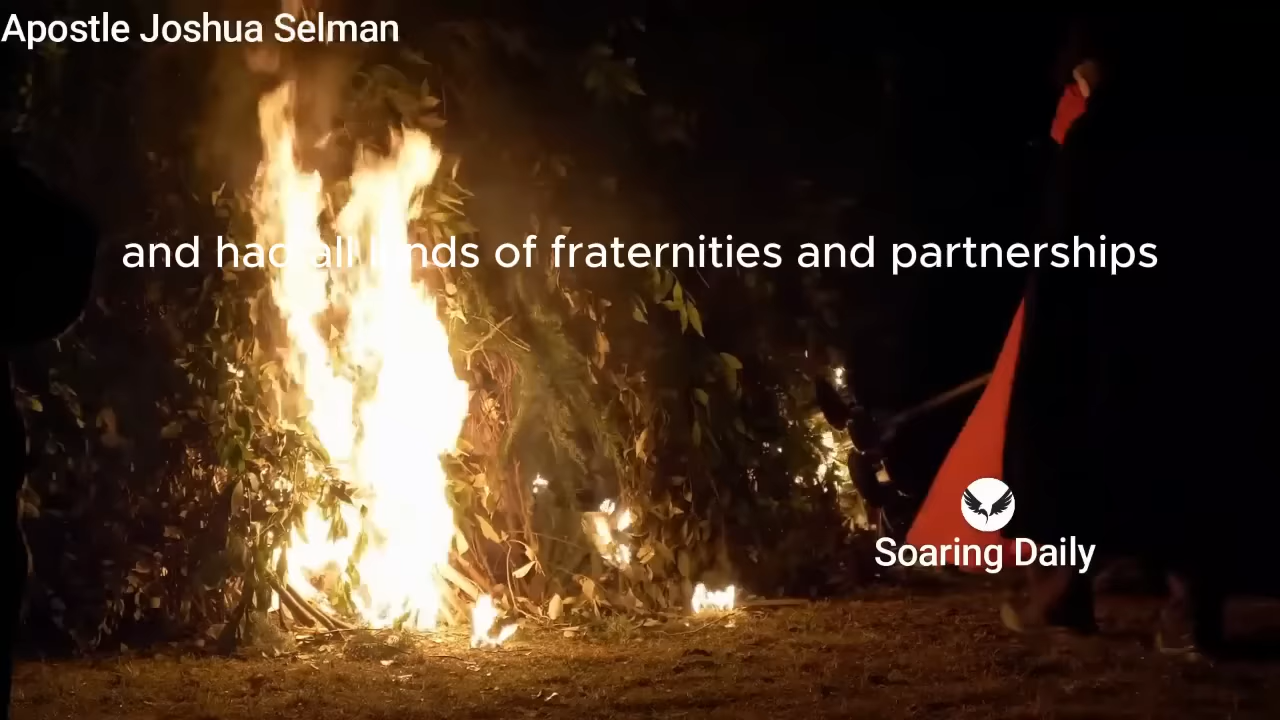 Apostle Joshua Selman
and had all kinds of fraternities and partnerships
Soaring Daily